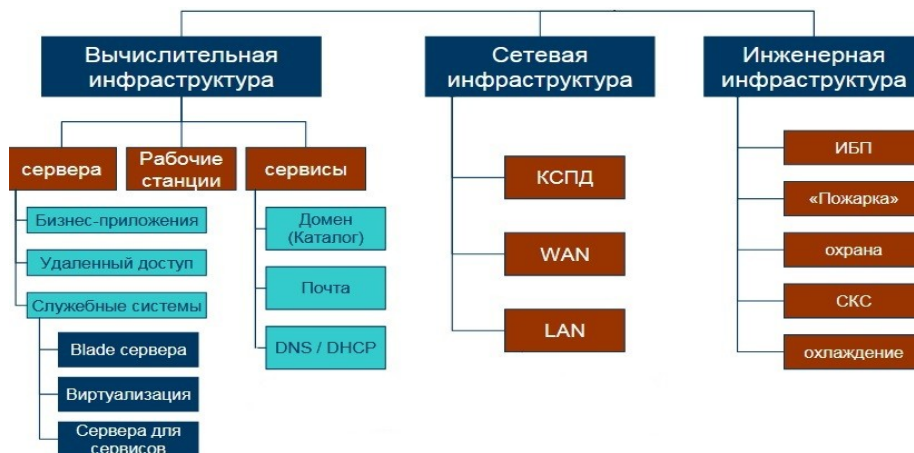 Вычислительная
инфраструктура
Сетевая
инфраструктура
Инженерная
инфраструктура
сервера
Рабочие
станции
сервисы
Бизнес-приложения
Удаленный доступ
Служебные системы
Blade сервера
Виртуализация
Сервера для
сервисов
Домен
(Каталог)
Почта
DNS / DHCP
КСПД
WAN
LAN
ИБП
«Пожарка»
охрана
СКС
охлаждение